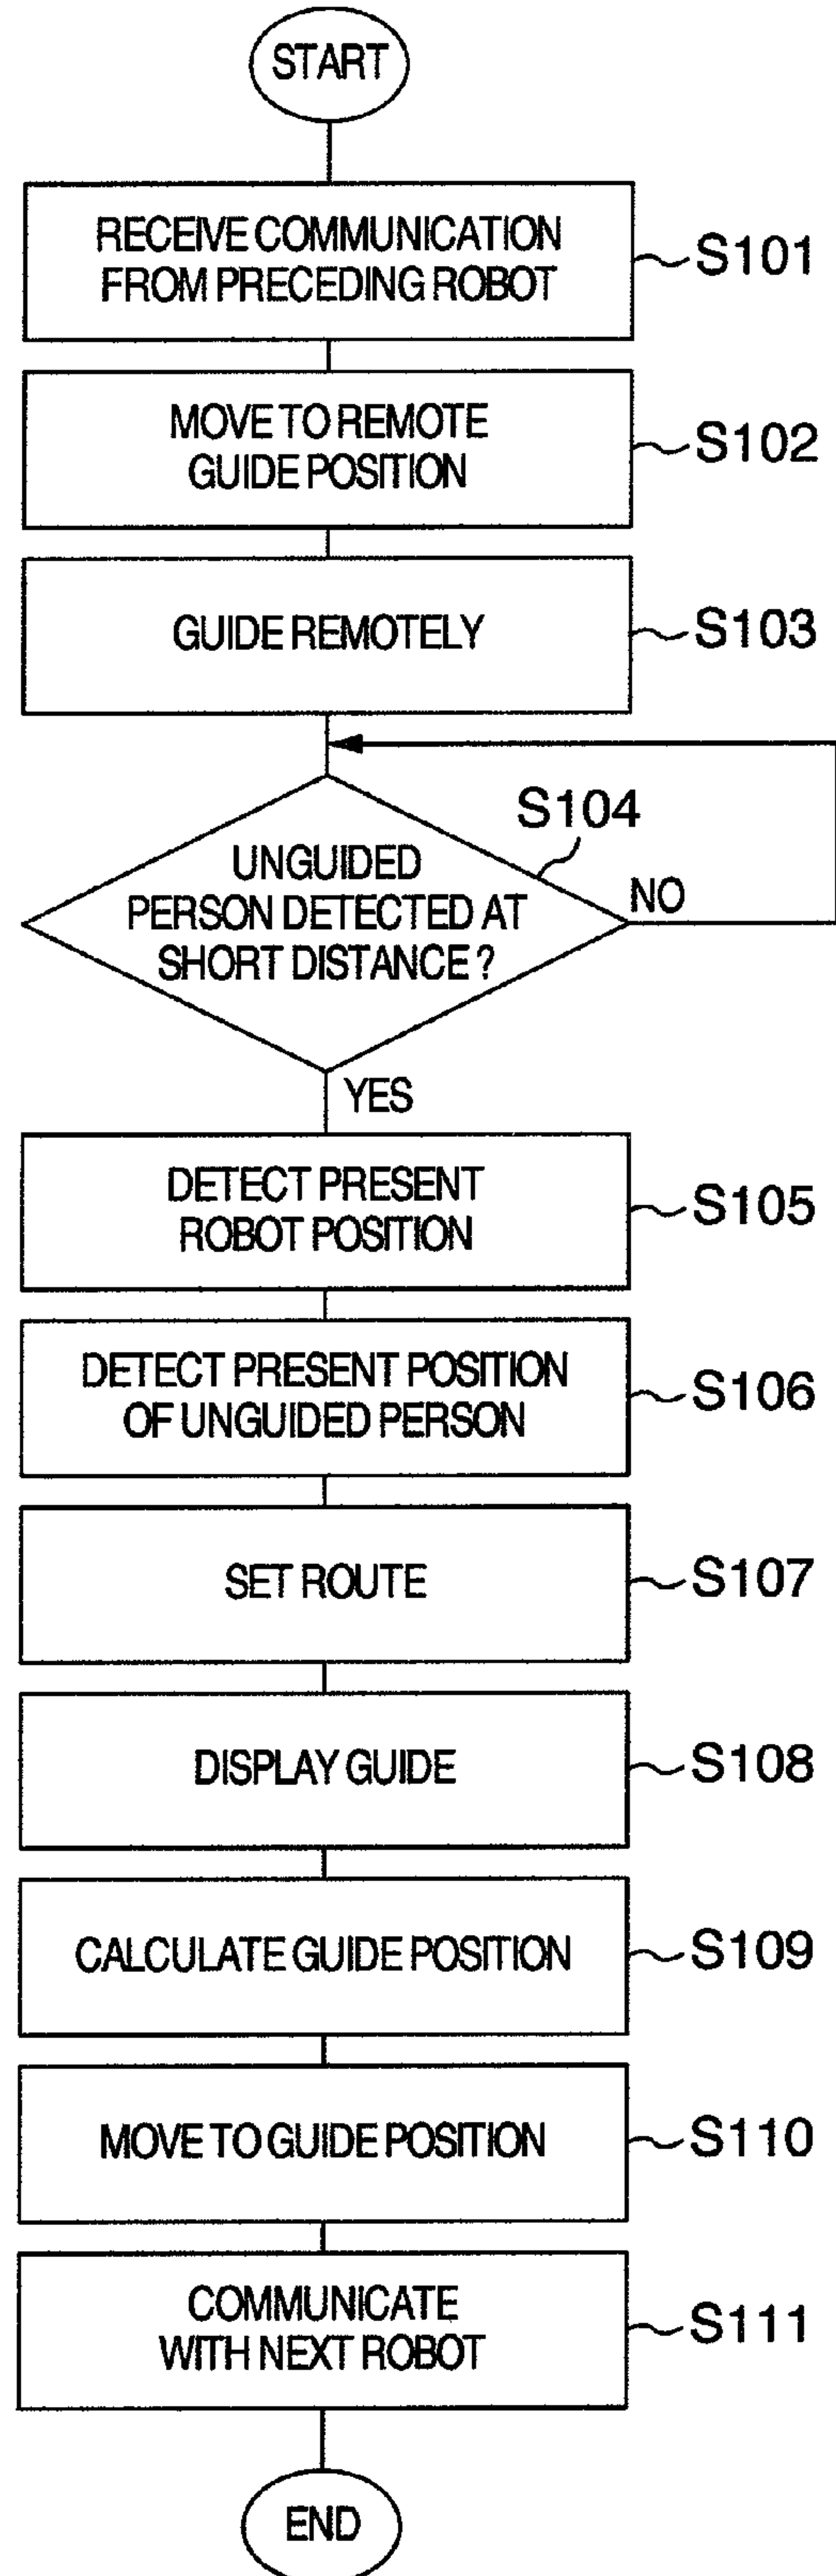 START
RECEIVE COMMUNICATION
FROM PRECEDING ROBOT
S101
MOVE TO REMOTE
GUIDE POSITION
S102
GUIDE REMOTELY
S103
S104
UNGUIDED
PERSON DETECTED AT
SHORT DISTANCE ?
NO
YES
DETECT PRESENT
ROBOT POSITION
S105
DETECT PRESENT POSITION
OF UNGUIDED PERSON
S106
SET ROUTE
S107
DISPLAY GUIDE
S108
CALCULATE GUIDE POSITION
S109
MOVE TO GUIDE POSITION
S110
COMMUNICATE
WITH NEXT ROBOT
S111
END